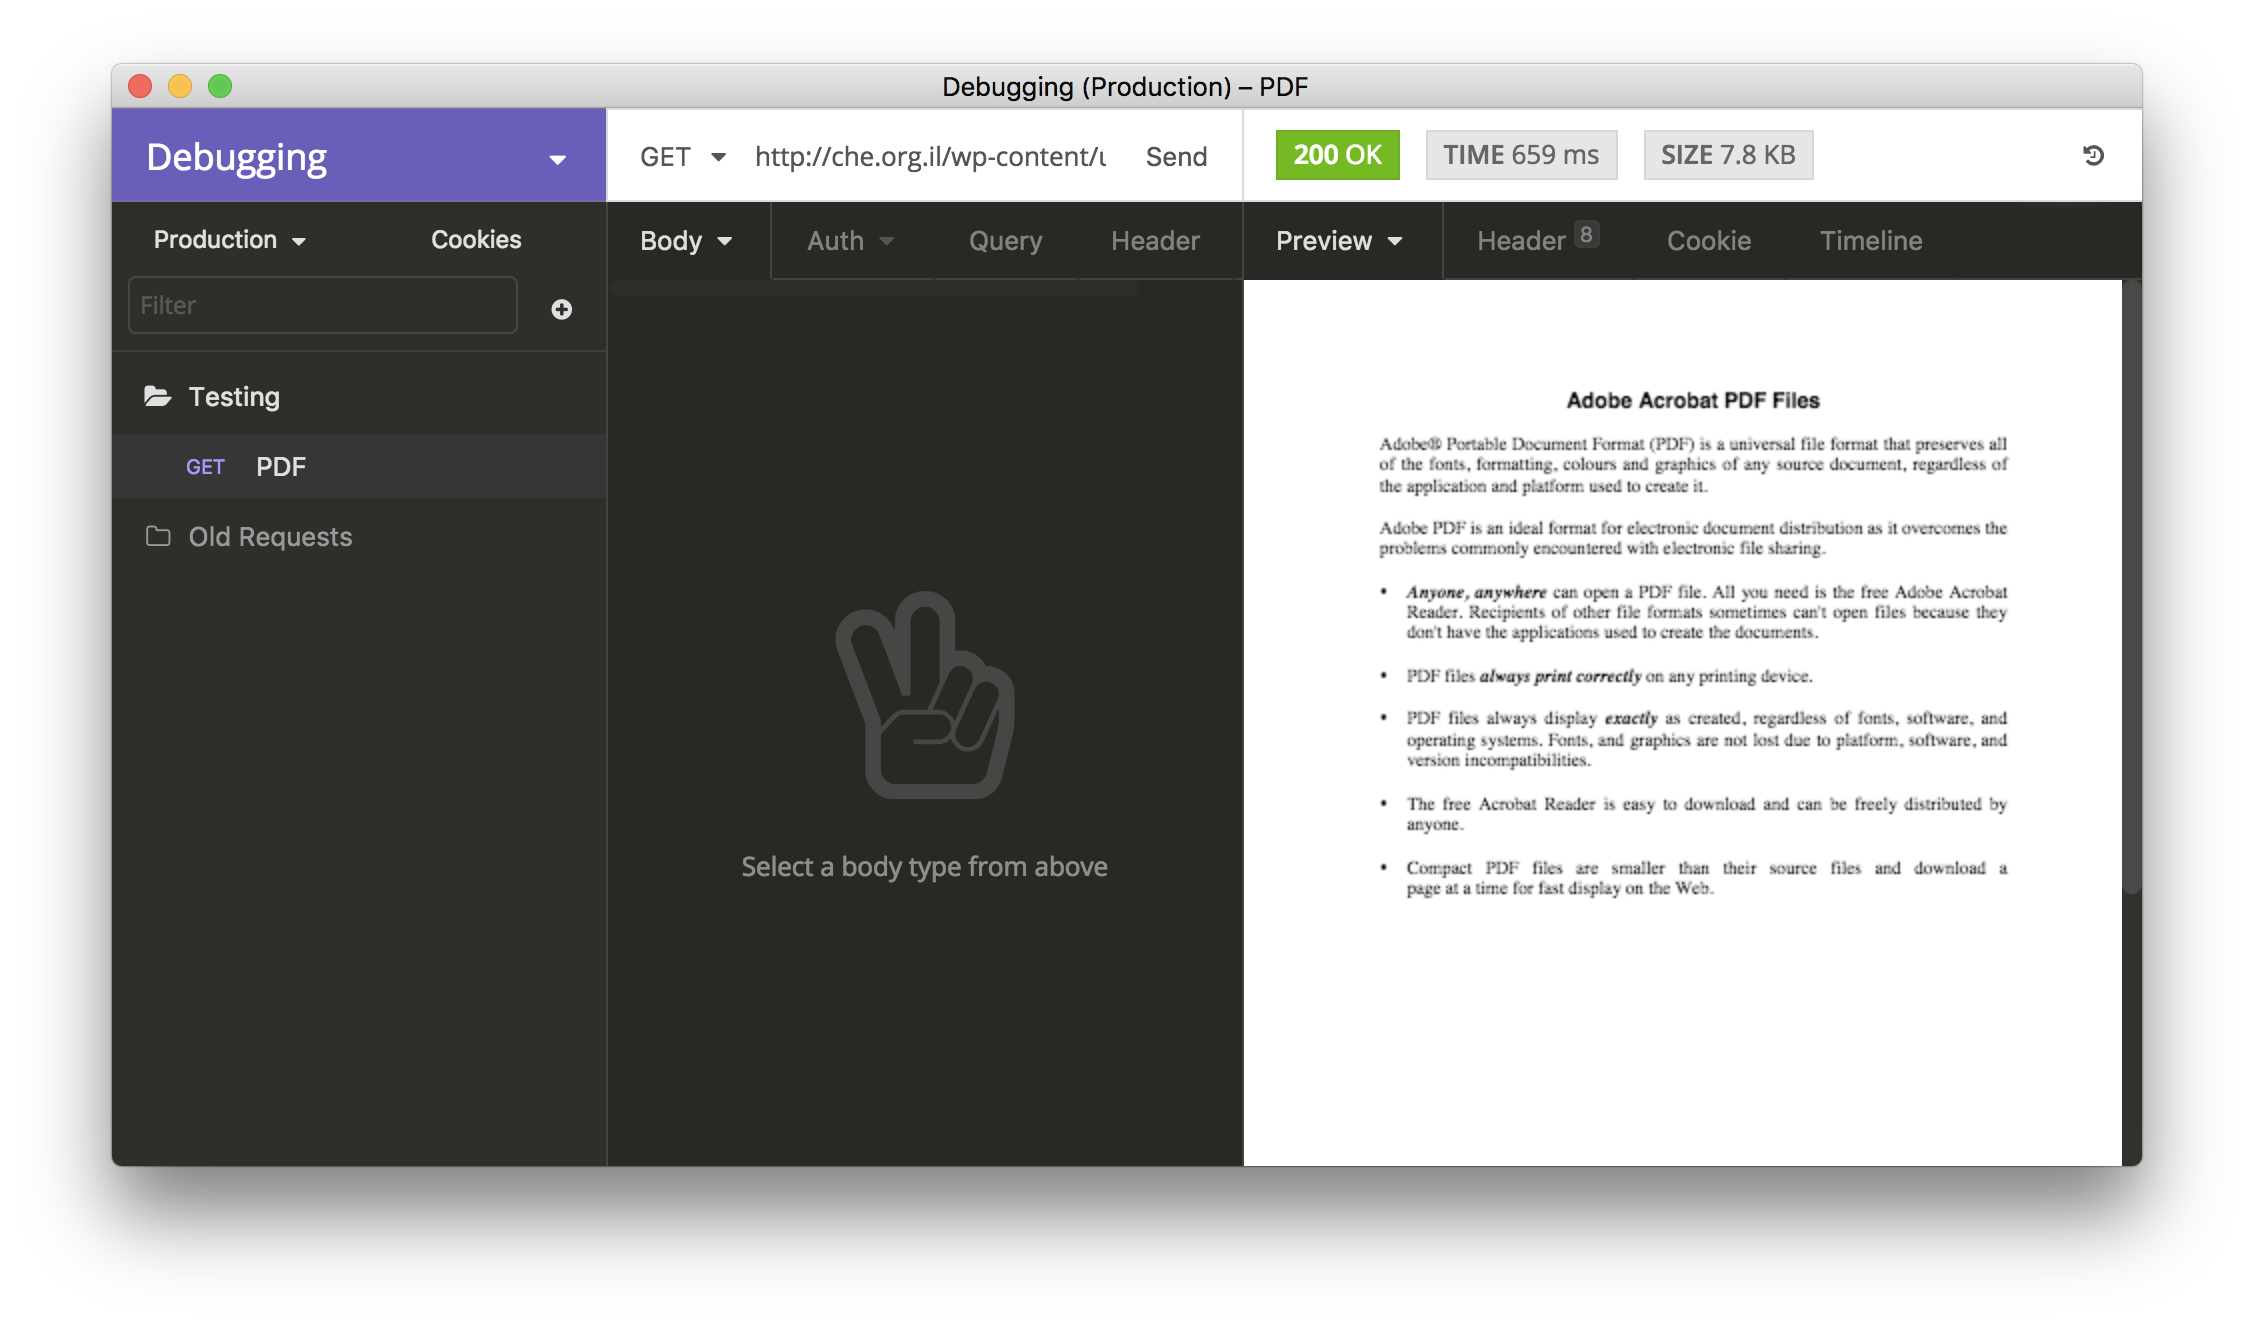 Debugging (Production) – PDF
Debugging
GET
http://che.org.il/wp-content/u
Send
200 OK
TIME 659 ms
SIZE 7.8 KB
Production
Cookies
Body
Auth
Query
Header
Preview
Header 8
Cookie
Timeline
Filter
Testing
GET PDF
Old Requests
Select a body type from above
Adobe Acrobat PDF Files
Adobe® Portable Document Format (PDF) is a universal file format that preserves all
of the fonts, formatting, colours and graphics of any source document, regardless of
the application and platform used to create it.
Adobe PDF is an ideal format for electronic document distribution as it overcomes the
problems commonly encountered with electronic file sharing.
• Anyone, anywhere can open a PDF file. All you need is the free Adobe Acrobat
Reader. Recipients of other file formats sometimes can't open files because they
don't have the applications used to create the documents.
• PDF files always print correctly on any printing device.
• PDF files always display exactly as created, regardless of fonts, software, and
operating systems. Fonts, and graphics are not lost due to platform, software, and
version incompatibilities.
• The free Acrobat Reader is easy to download and can be freely distributed by
anyone.
• Compact PDF files are smaller than their source files and download a
page at a time for fast display on the Web.